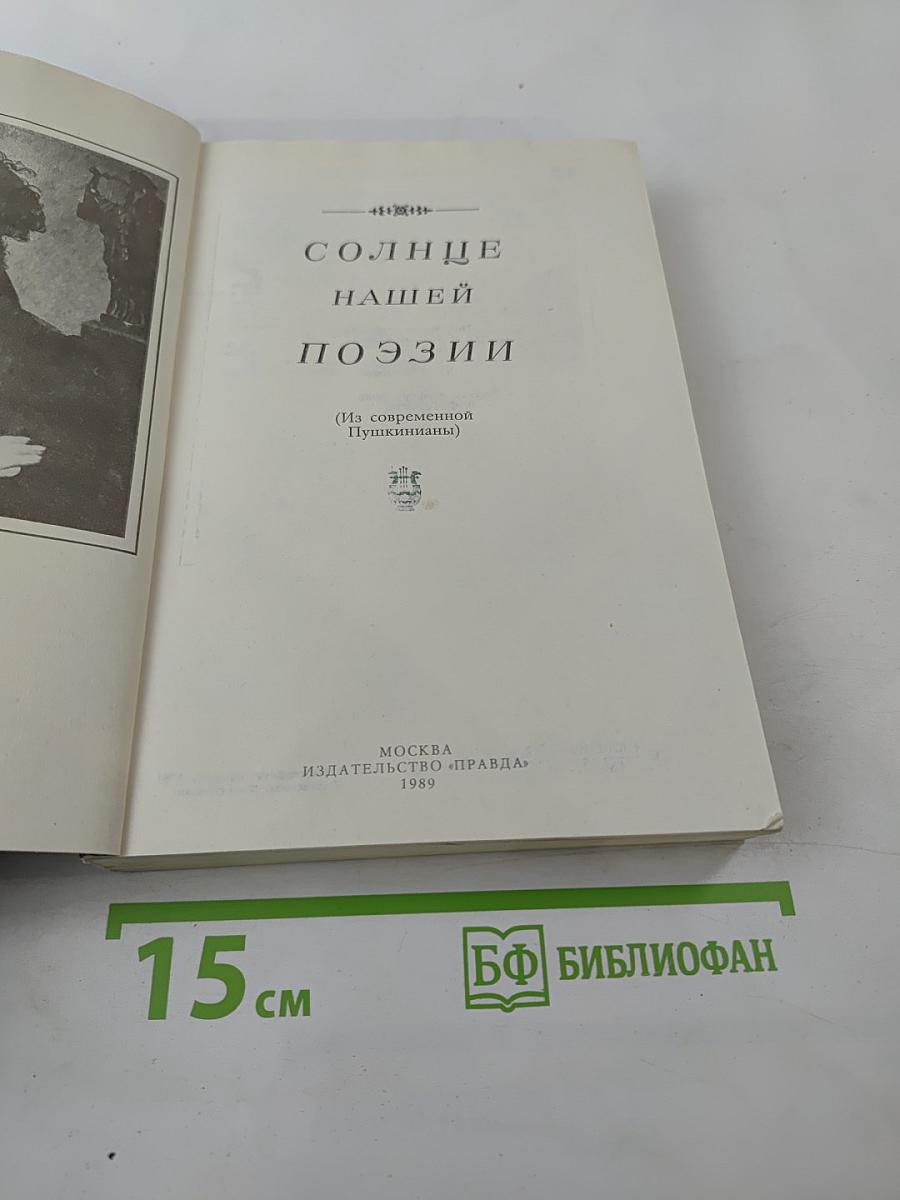 СОЛНЦЕ
НАШЕЙ
ПОЭЗИИ
(Из современной
Пушкинианы)
МОСКВА
ИЗДАТЕЛЬСТВО «ПРАВДА»
1989
15 см
БФ БИБЛИОФАН